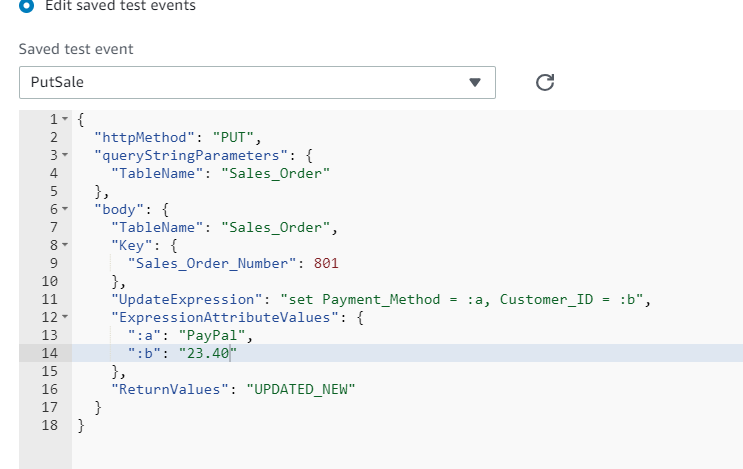 Edit saved test events
Saved test event
PutSale
1 {
2 "httpMethod": "PUT",
3 "queryStringParameters": {
4 "TableName": "Sales_Order"
5 },
6 "body": {
7 "TableName": "Sales_Order",
8 "Key": {
9 "Sales_Order_Number": 801
10 },
11 "UpdateExpression": "set Payment_Method = :a, Customer_ID = :b",
12 "ExpressionAttributeValues": {
13 ":a": "PayPal",
14 ":b": "23.40"
15 },
16 "ReturnValues": "UPDATED_NEW"
17 }
18 }